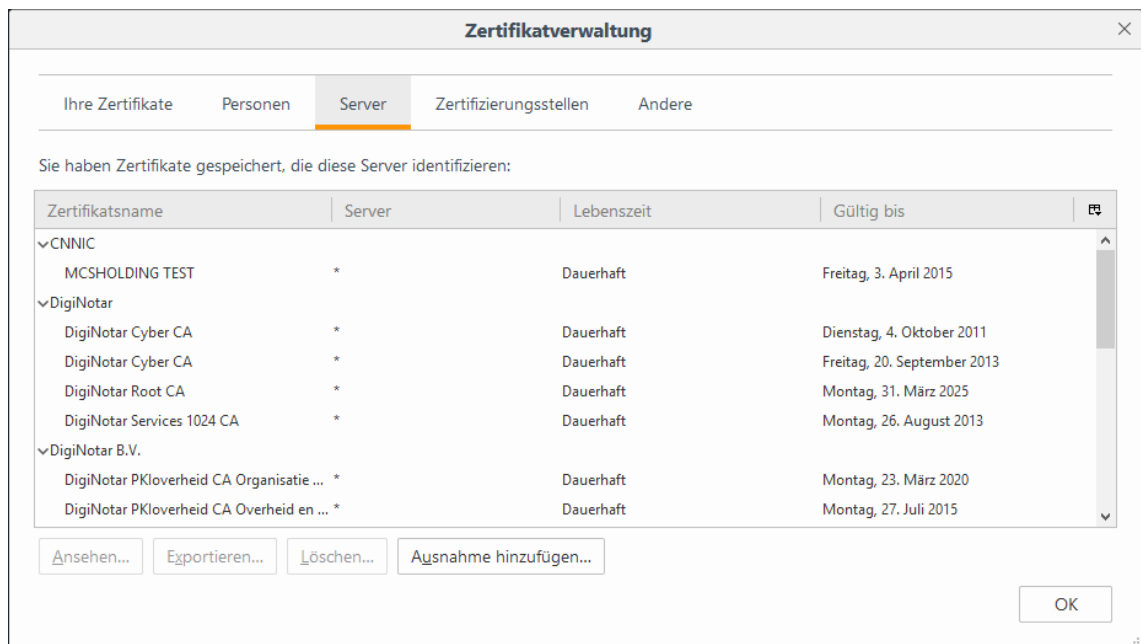 Zertifikatverwaltung
Ihre Zertifikate Personen Server Zertifizierungsstellen Andere
Sie haben Zertifikate gespeichert, die diese Server identifizieren:
Zertifikatsname Server Lebenszeit Gültig bis
CNNIC
MCSHOLDING TEST * Dauerhaft Freitag, 3. April 2015
DigiNotar
DigiNotar Cyber CA * Dauerhaft Dienstag, 4. Oktober 2011
DigiNotar Cyber CA * Dauerhaft Freitag, 20. September 2013
DigiNotar Root CA * Dauerhaft Montag, 31. März 2025
DigiNotar Services 1024 CA * Dauerhaft Montag, 26. August 2013
DigiNotar B.V.
DigiNotar PKIoverheid CA Organisatie ... * Dauerhaft Montag, 23. März 2020
DigiNotar PKIoverheid CA Overheid en ... * Dauerhaft Montag, 27. Juli 2015
Ansehen... Exportieren... Löschen... Ausnahme hinzufügen...
OK